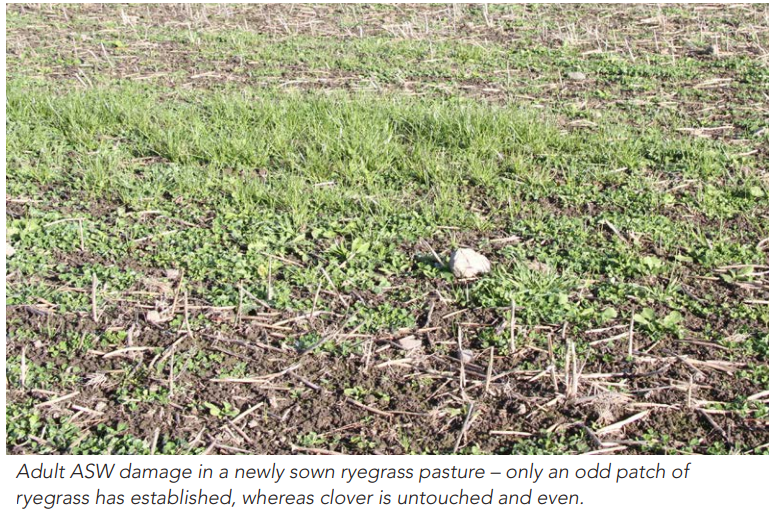 Adult ASW damage in a newly sown ryegrass pasture – only an odd patch of
ryegrass has established, whereas clover is untouched and even.